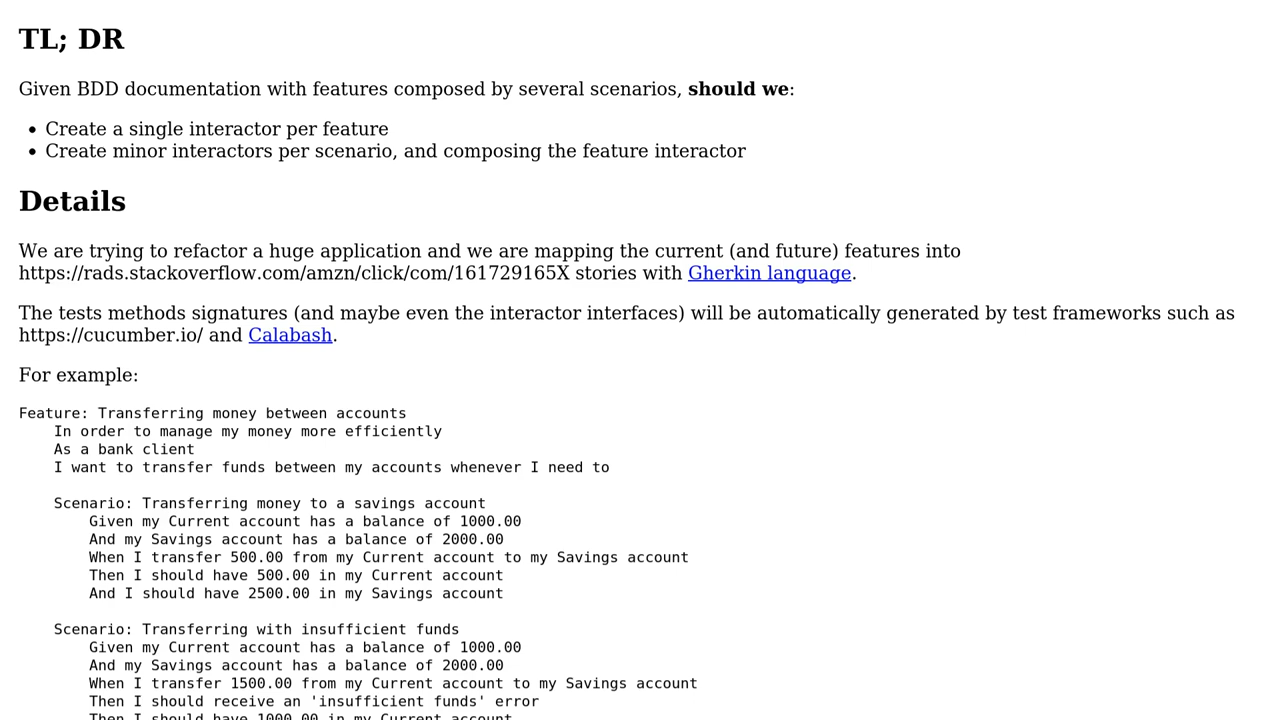 TL; DR
Given BDD documentation with features composed by several scenarios, should we:
• Create a single interactor per feature
• Create minor interactors per scenario, and composing the feature interactor
Details
We are trying to refactor a huge application and we are mapping the current (and future) features into
https://rads.stackoverflow.com/amzn/click/com/161729165X stories with Gherkin language.
The tests methods signatures (and maybe even the interactor interfaces) will be automatically generated by test frameworks such as
https://cucumber.io/ and Calabash.
For example:
Feature: Transferring money between accounts
    In order to manage my money more efficiently
    As a bank client
    I want to transfer funds between my accounts whenever I need to
    Scenario: Transferring money to a savings account
        Given my Current account has a balance of 1000.00
        And my Savings account has a balance of 2000.00
        When I transfer 500.00 from my Current account to my Savings account
        Then I should have 500.00 in my Current account
        And I should have 2500.00 in my Savings account
    Scenario: Transferring with insufficient funds
        Given my Current account has a balance of 1000.00
        And my Savings account has a balance of 2000.00
        When I transfer 1500.00 from my Current account to my Savings account
        Then I should receive an 'insufficient funds' error
        Then I should have 1000.00 in my Current account